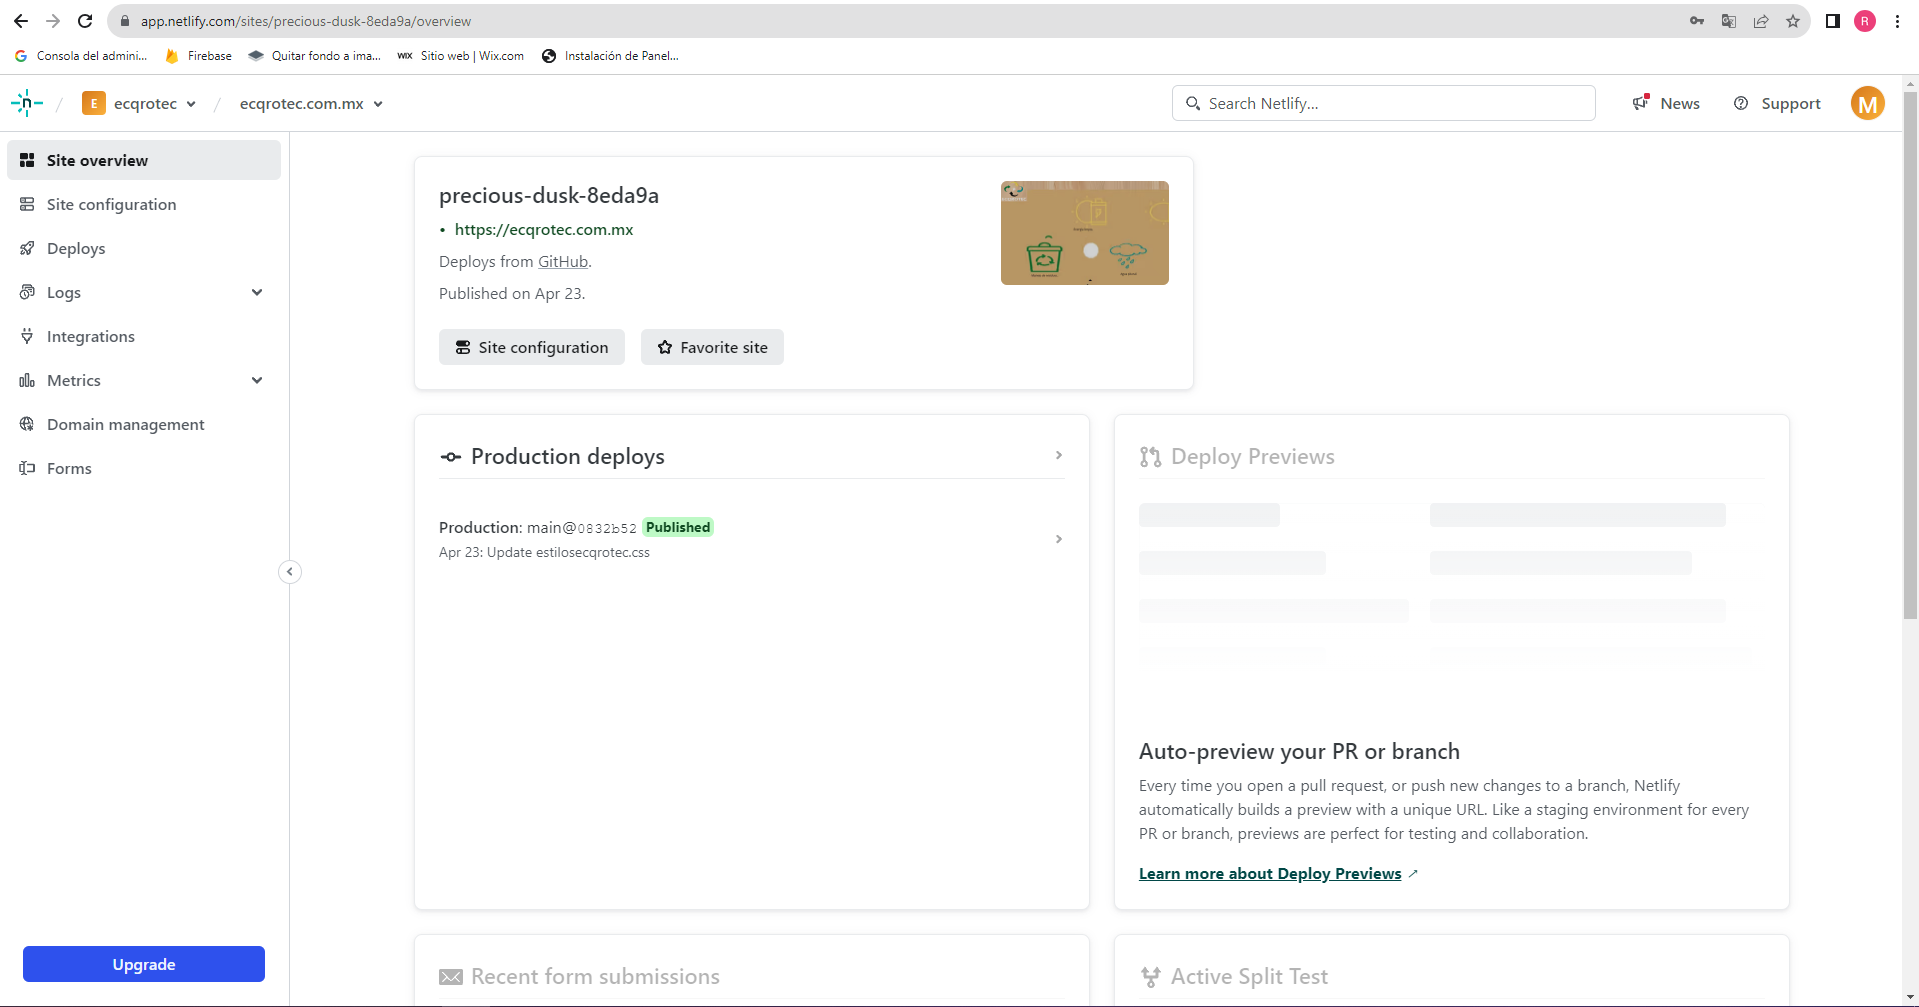 app.netlify.com/sites/precious-dusk-8eda9a/overview
R
Consola del admini...
Firebase
Quitar fondo a ima...
WIX Sitio web | Wix.com
Instalación de Panel...
n
E ecqrotec
ecqrotec.com.mx
Search Netlify...
News
Support
M
Site overview
Site configuration
Deploys
Logs
Integrations
Metrics
Domain management
Forms
Upgrade
precious-dusk-8eda9a
• https://ecqrotec.com.mx
Deploys from GitHub.
Published on Apr 23.
Site configuration
Favorite site
Production deploys
Production: main@0832b52 Published
Apr 23: Update estilosecqrotec.css
Deploy Previews
Auto-preview your PR or branch
Every time you open a pull request, or push new changes to a branch, Netlify
automatically builds a preview with a unique URL. Like a staging environment for every
PR or branch, previews are perfect for testing and collaboration.
Learn more about Deploy Previews
Recent form submissions
Active Split Test